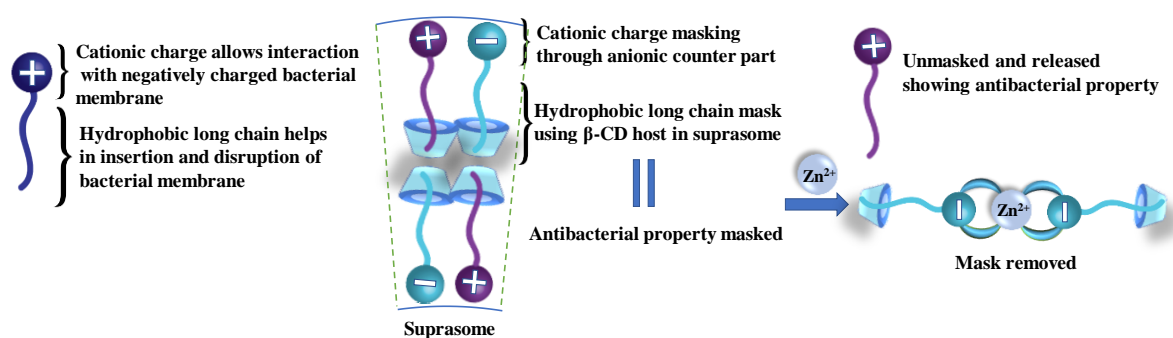 +
Cationic charge allows interaction
with negatively charged bacterial
membrane
Hydrophobic long chain helps
in insertion and disruption of
bacterial membrane
+ −
− +
Suprasome
Cationic charge masking
through anionic counter part
Hydrophobic long chain mask
using β-CD host in suprasome
Antibacterial property masked
Zn²⁺
+
Unmasked and released
showing antibacterial property
− Zn²⁺ −
Mask removed